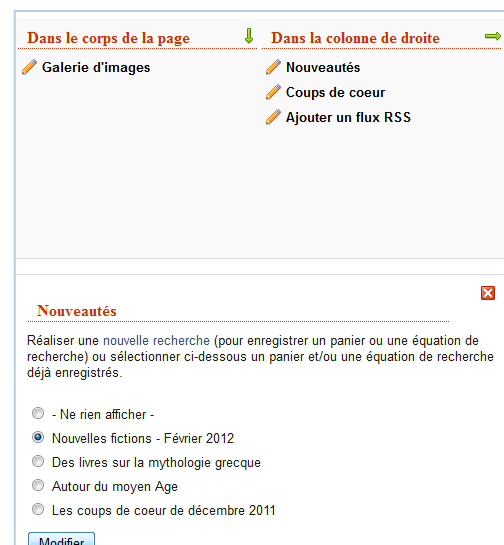 Dans le corps de la page
Dans la colonne de droite
Galerie d'images
Nouveautés
Coups de coeur
Ajouter un flux RSS
Nouveautés
Réaliser une nouvelle recherche (pour enregistrer un panier ou une équation de
recherche) ou sélectionner ci-dessous un panier et/ou une équation de recherche
déjà enregistrés.
- Ne rien afficher -
Nouvelles fictions - Février 2012
Des livres sur la mythologie grecque
Autour du moyen Age
Les coups de coeur de décembre 2011
Modifier